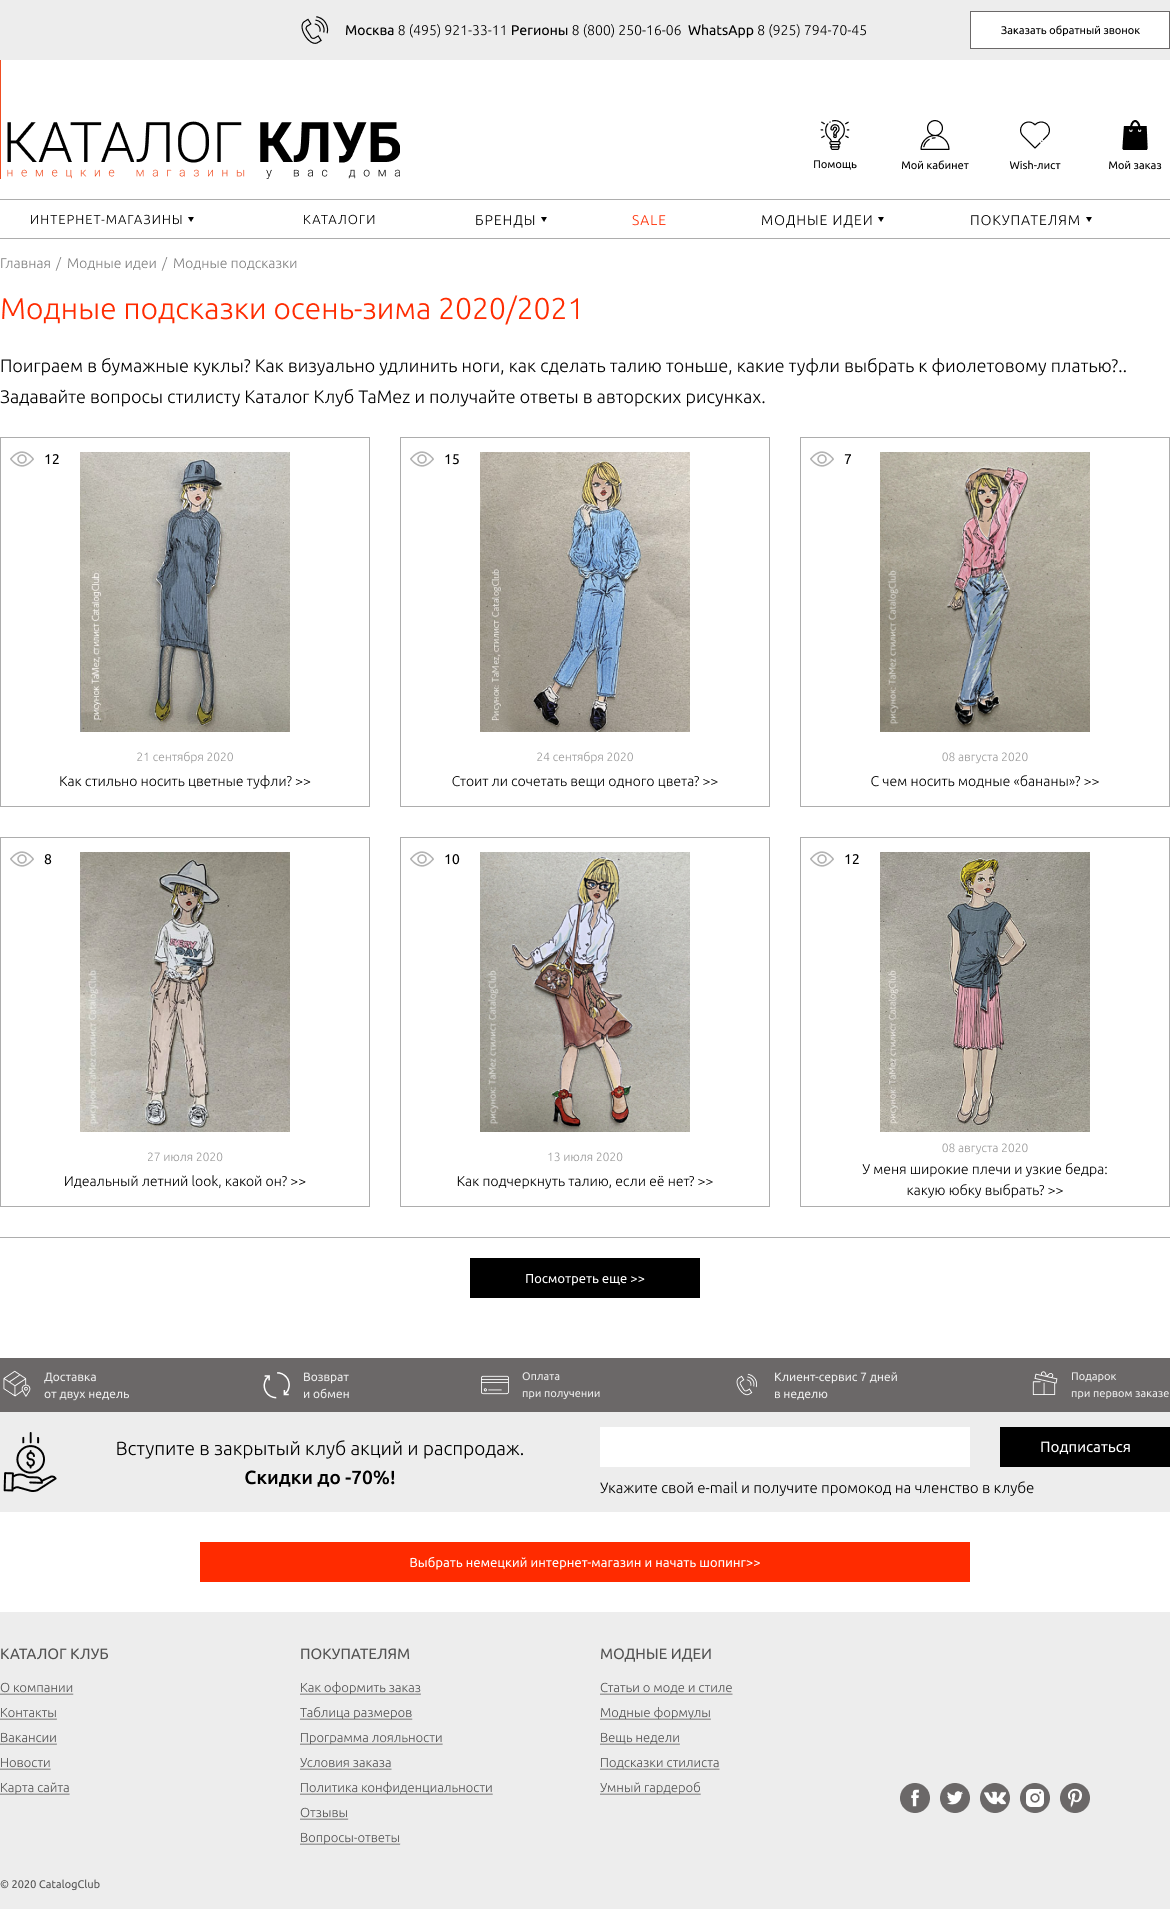 Москва 8 (495) 921-33-11 Регионы 8 (800) 250-16-06 WhatsApp 8 (925) 794-70-45
Заказать обратный звонок
КАТАЛОГ КЛУБ
немецкие магазины у вас дома
Помощь
Мой кабинет
Wish-лист
Мой заказ
ИНТЕРНЕТ-МАГАЗИНЫ
КАТАЛОГИ
БРЕНДЫ
SALE
МОДНЫЕ ИДЕИ
ПОКУПАТЕЛЯМ
Главная / Модные идеи / Модные подсказки
Модные подсказки осень-зима 2020/2021
Поиграем в бумажные куклы? Как визуально удлинить ноги, как сделать талию тоньше, какие туфли выбрать к фиолетовому платью?..
Задавайте вопросы стилисту Каталог Клуб TaMez и получайте ответы в авторских рисунках.
12
рисунок TaMez, стилист CatalogClub
21 сентября 2020
Как стильно носить цветные туфли? >>
15
Рисунок: TaMez, стилист CatalogClub
24 сентября 2020
Стоит ли сочетать вещи одного цвета? >>
7
рисунок: TaMez стилист CatalogClub
08 августа 2020
С чем носить модные «бананы»? >>
8
EVERY
DAY
рисунок: TaMez стилист CatalogClub
27 июля 2020
Идеальный летний look, какой он? >>
10
рисунок: TaMez стилист CatalogClub
13 июля 2020
Как подчеркнуть талию, если её нет? >>
12
рисунок: TaMez стилист CatalogClub
08 августа 2020
У меня широкие плечи и узкие бедра:
какую юбку выбрать? >>
Посмотреть еще >>
Доставка
от двух недель
Возврат
и обмен
Оплата
при получении
Клиент-сервис 7 дней
в неделю
Подарок
при первом заказе
Вступите в закрытый клуб акций и распродаж.
Скидки до -70%!
Подписаться
Укажите свой e-mail и получите промокод на членство в клубе
Выбрать немецкий интернет-магазин и начать шопинг>>
КАТАЛОГ КЛУБ
О компании
Контакты
Вакансии
Новости
Карта сайта
ПОКУПАТЕЛЯМ
Как оформить заказ
Таблица размеров
Программа лояльности
Условия заказа
Политика конфиденциальности
Отзывы
Вопросы-ответы
МОДНЫЕ ИДЕИ
Статьи о моде и стиле
Модные формулы
Вещь недели
Подсказки стилиста
Умный гардероб
© 2020 CatalogClub